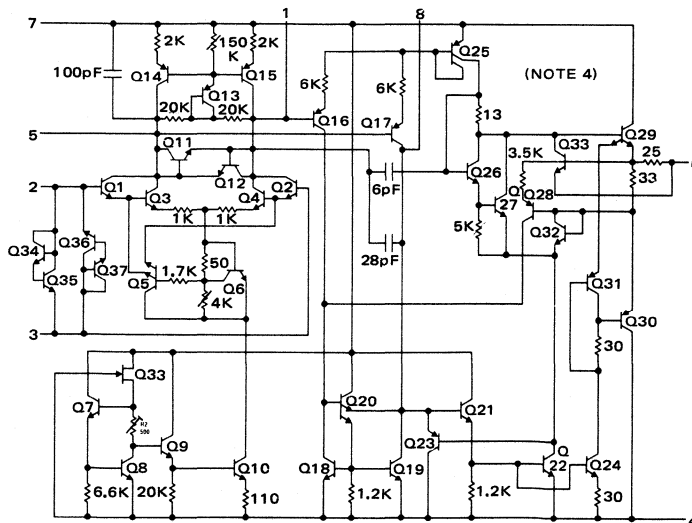 1 8
7
2K 150 K 2K
Q25
100pF
Q14 Q15
6K 6K
(NOTE 4)
Q13
20K 20K
Q16
13
5
Q17
Q33 Q29
Q11
3.5K 25
2 Q1 Q3
Q12
Q4 Q2
6pF
Q26
Q 27
Q28
33
1K 1K
5K
Q32
Q34 Q36
Q35 Q37
50
28pF
Q5 1.7K
Q6
4K
Q31
3
Q30
30
Q33
Q7
Q20
Q21
R2 500
Q9
Q23
Q 22
Q8
Q10
Q18 Q19
Q24
6.6K 20K
110
1.2K
1.2K
30
4